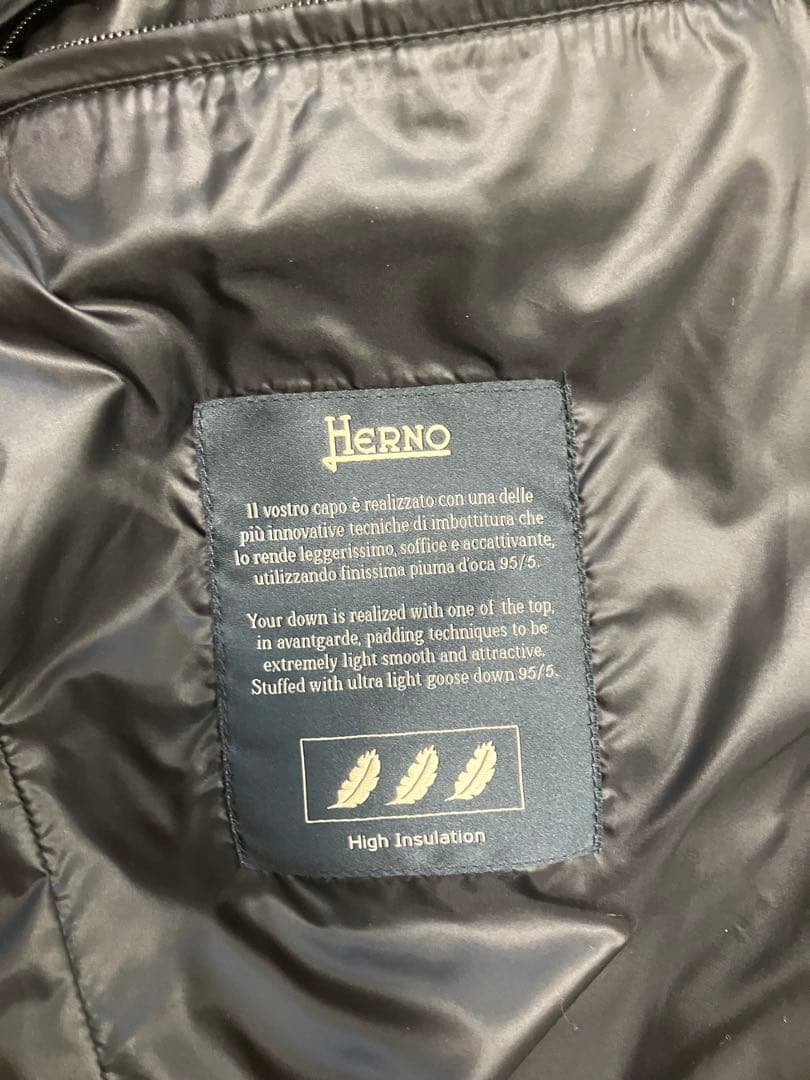 HERNO
Il vostro capo è realizzato con una delle
più innovative tecniche di imbottitura che
lo rende leggerissimo, soffice e accattivante,
utilizzando finissima piuma d'oca 95/5.
Your down is realized with one of the top,
in avantgarde, padding techniques to be
extremely light smooth and attractive.
Stuffed with ultra light goose down 95/5.
High Insulation